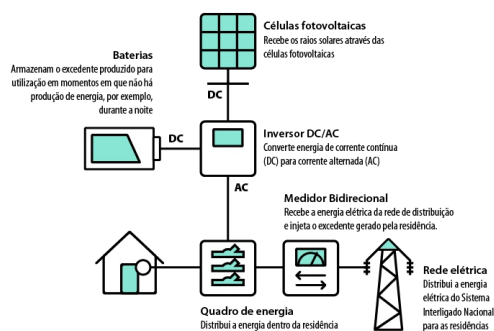 Células fotovoltaicas
Recebe os raios solares através das
células fotovoltaicas
Baterias
Armazenam o excedente produzido para
utilização em momentos em que não há
produção de energia, por exemplo,
durante a noite
DC
DC
Inversor DC/AC
Converte energia de corrente contínua
(DC) para corrente alternada (AC)
AC
Medidor Bidirecional
Recebe a energia elétrica da rede de distribuição
e injeta o excedente gerado pela residência.
Rede elétrica
Distribui a energia
elétrica do Sistema
Interligado Nacional
para as residências
Quadro de energia
Distribui a energia dentro da residência